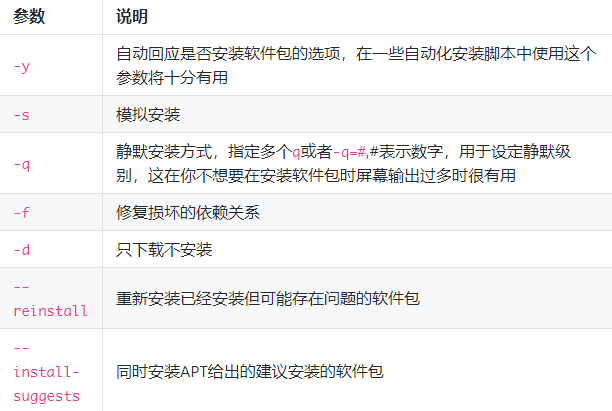 参数 说明
-y 自动回应是否安装软件包的选项，在一些自动化安装脚本中使用这个
参数将十分有用
-s 模拟安装
-q 静默安装方式，指定多个q或者-q=#,#表示数字，用于设定静默级
别，这在你不想要在安装软件包时屏幕输出过多时很有用
-f 修复损坏的依赖关系
-d 只下载不安装
--
reinstall 重新安装已经安装但可能存在问题的软件包
--
install- 同时安装APT给出的建议安装的软件包
suggests